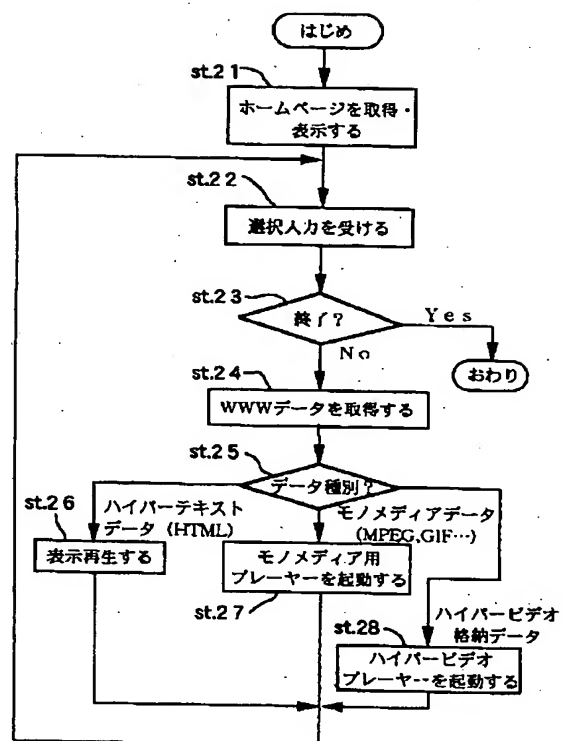 はじめ
st.21
ホームページを取得・
表示する
st.22
選択入力を受ける
st.23
終了?
Yes
No
おわり
st.24
WWWデータを取得する
st.25
データ種別?
st.26
ハイパーテキスト
データ (HTML)
モノメディアデータ
(MPEG,GIF…)
表示再生する
モノメディア用
プレーヤーを起動する
st.27
ハイパービデオ
格納データ
st.28
ハイパービデオ
プレーヤーを起動する